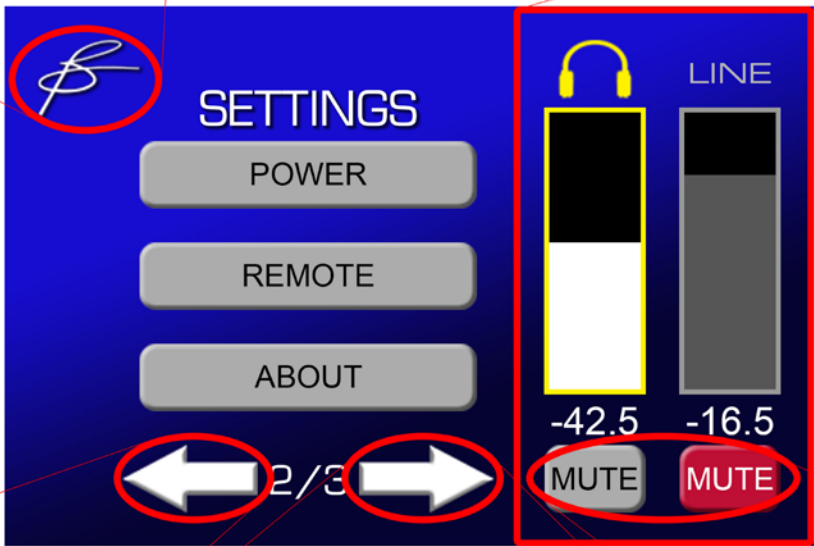 SETTINGS
POWER
REMOTE
ABOUT
2/3
LINE
-42.5 -16.5
MUTE MUTE